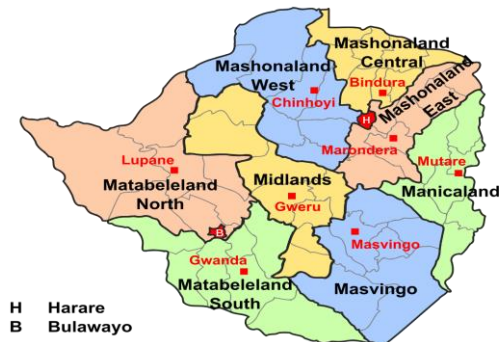 Mashonaland
Central
Bindura
Mashonaland
West
Chinhoyi
Mashonaland
East
H
Marondera
Lupane
Matabeleland
North
Midlands
Gweru
Mutare
Manicaland
B
Masvingo
Gwanda
Matabeleland
South
Masvingo
H Harare
B Bulawayo